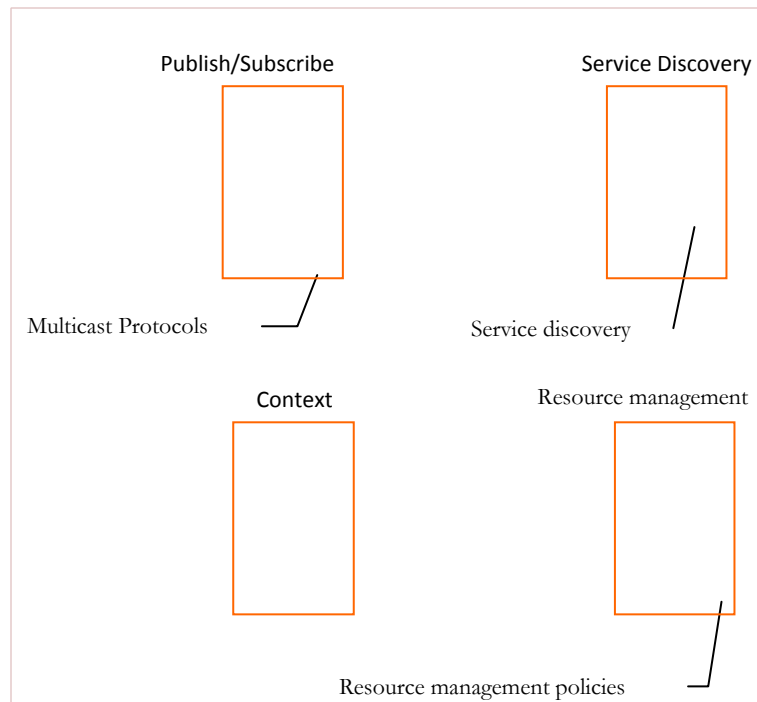 Publish/Subscribe
Service Discovery
Multicast Protocols
Service discovery
Context
Resource management
Resource management policies